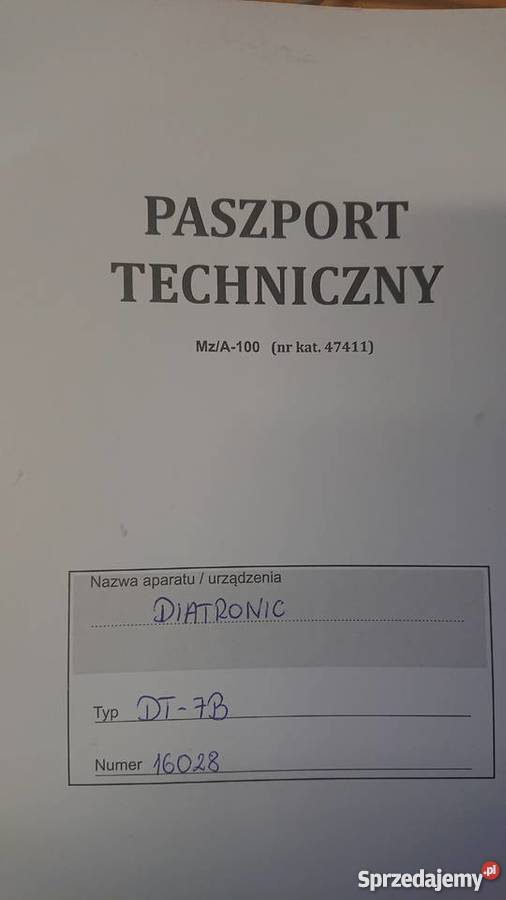 PASZPORT
TECHNICZNY
Mz/A-100 (nr kat. 47411)
Nazwa aparatu / urządzenia
DIATRONIC
Typ DT-7B
Numer 16028
Sprzedajemy.pl